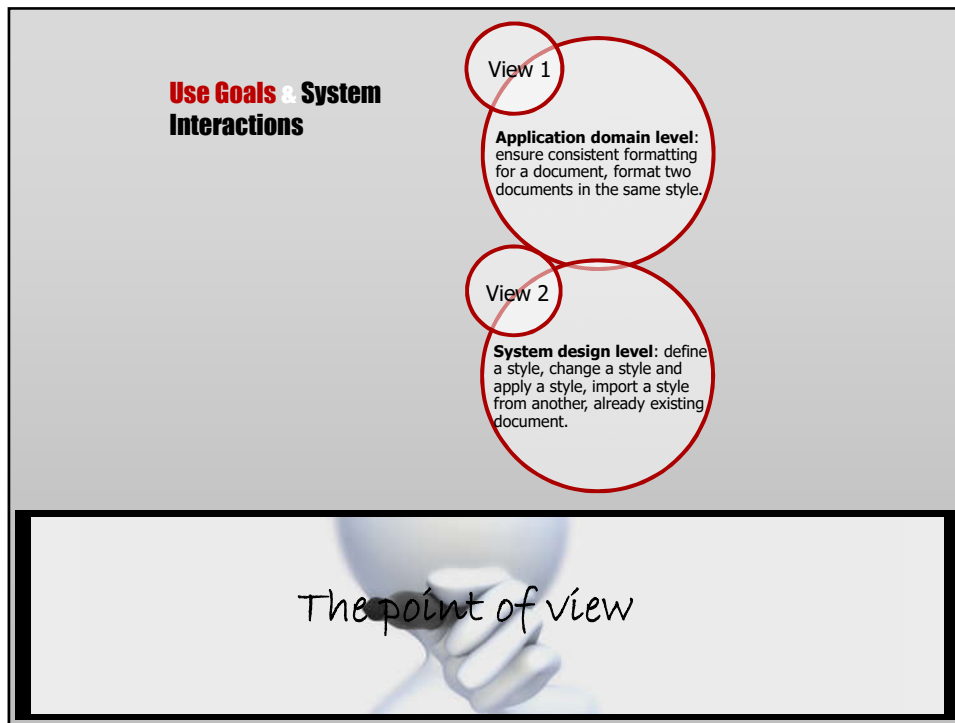 Use Goals & System
Interactions
View 1
Application domain level:
ensure consistent formatting
for a document, format two
documents in the same style.
View 2
System design level: define
a style, change a style and
apply a style, import a style
from another, already existing
document.
The point of view